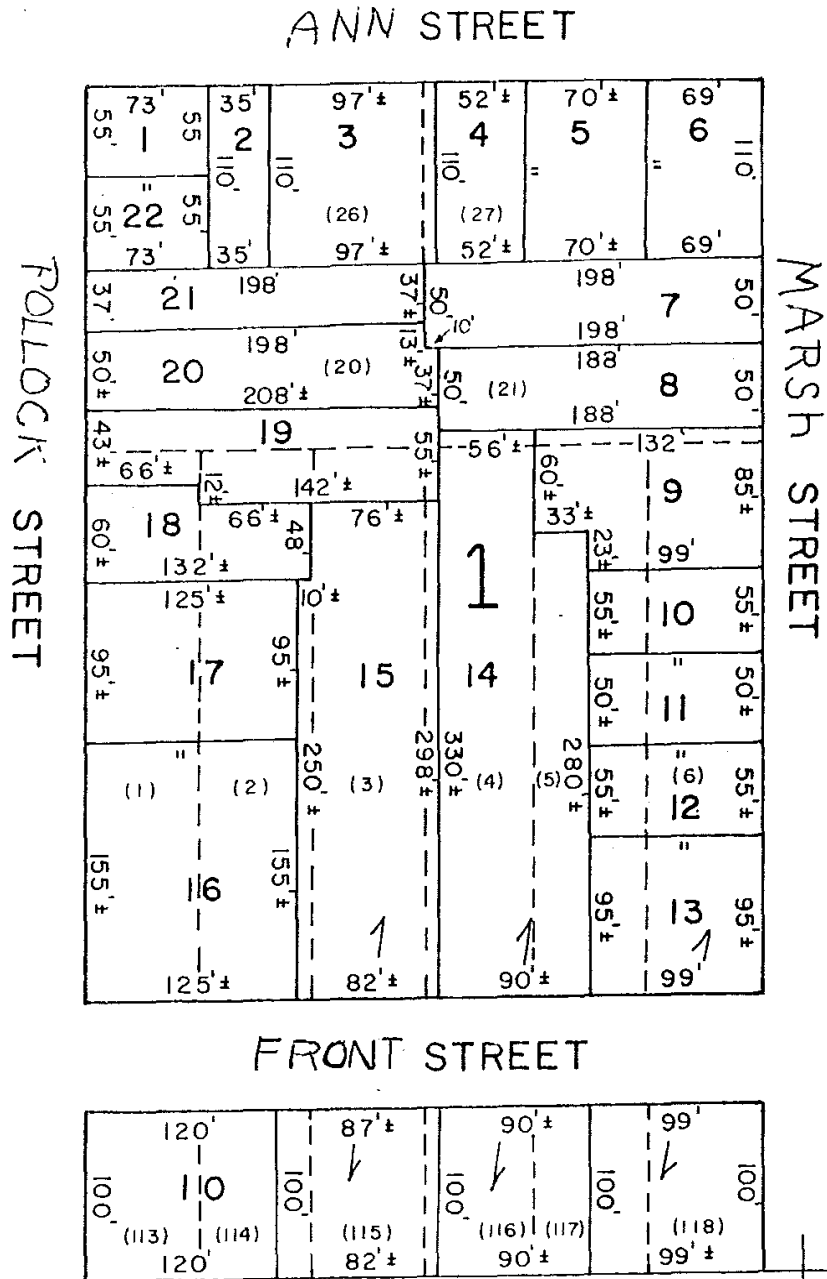 ANN STREET
73' 35' 97'± 52'± 70'± 69'
55' 1 55' 2 3 4 5 6
110' 110' 110' " " 110'
" 
55' 22 55' (26) (27)
73' 35' 97'± 52'± 70'± 69'
POLLOCK STREET
MARSH STREET
37' 21 198' 37'± 50' 198' 7 50'
10' 198'
50'± 20 198' (20) 13'± 37'± 50' (21) 188' 8 50'
208'± 188'
43'± 19 55'± 56'± 132'
66'± 12'± 142'± 60'± 33'± 9 85'±
60'± 18 66'± 48' 76'± 23'± 99'
132'±
125'± 10'± 1 55'± 10 55'±
95'± 17 95'± 15 14 50'± " 11 50'±
" 250'± 298'± 330'± 280'± "
(1) (2) (3) (4) (5) 55'± (6) 55'±
12
"
155'± 16 155'± 95'± 13 95'±
125'± 82'± 90'± 99'
FRONT STREET
120' 87'± 90'± 99'
100' 110 100' 100' 100' 100'
(113) (114) (115) (116) (117) (118)
120' 82'± 90'± 99'±